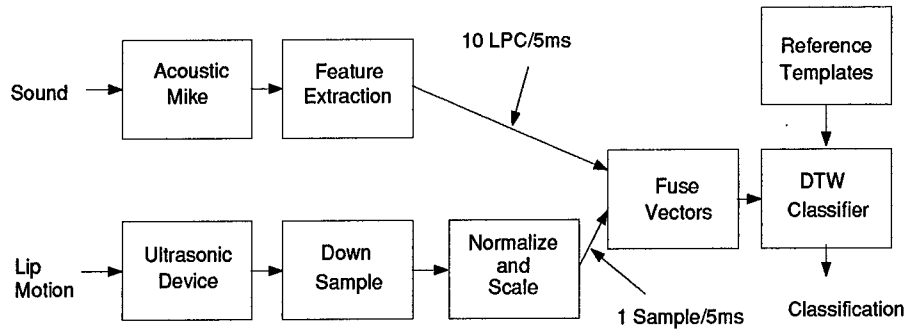 10 LPC/5ms
Reference
Templates
Sound
Acoustic
Mike
Feature
Extraction
Fuse
Vectors
DTW
Classifier
Lip
Motion
Ultrasonic
Device
Down
Sample
Normalize
and
Scale
1 Sample/5ms
Classification